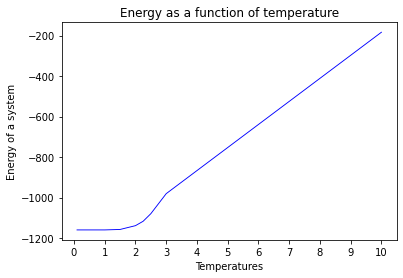 Energy as a function of temperature
Energy of a system
−200
−400
−600
−800
−1000
−1200
0 1 2 3 4 5 6 7 8 9 10
Temperatures